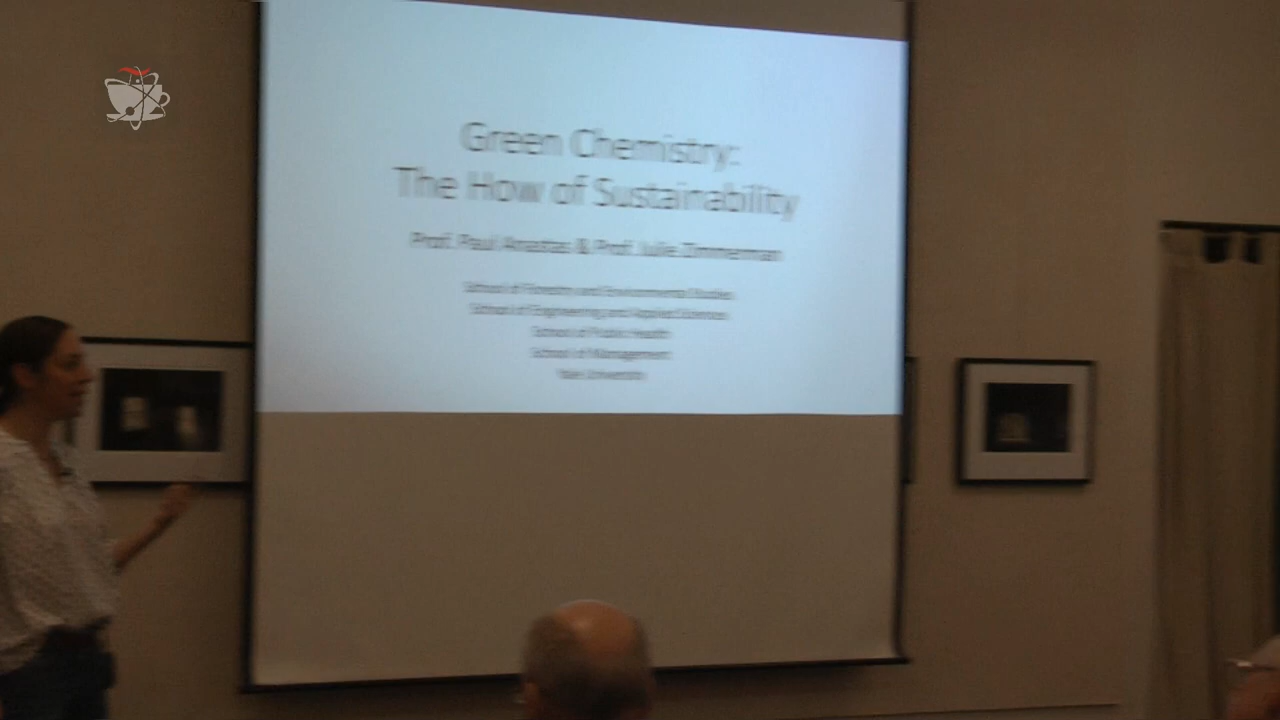 Green Chemistry:
The How of Sustainability
Prof. Paul Anastas & Prof. Julie Zimmerman
School of Forestry and Environmental Studies
School of Engineering and Applied Sciences
School of Public Health
School of Management
Yale University